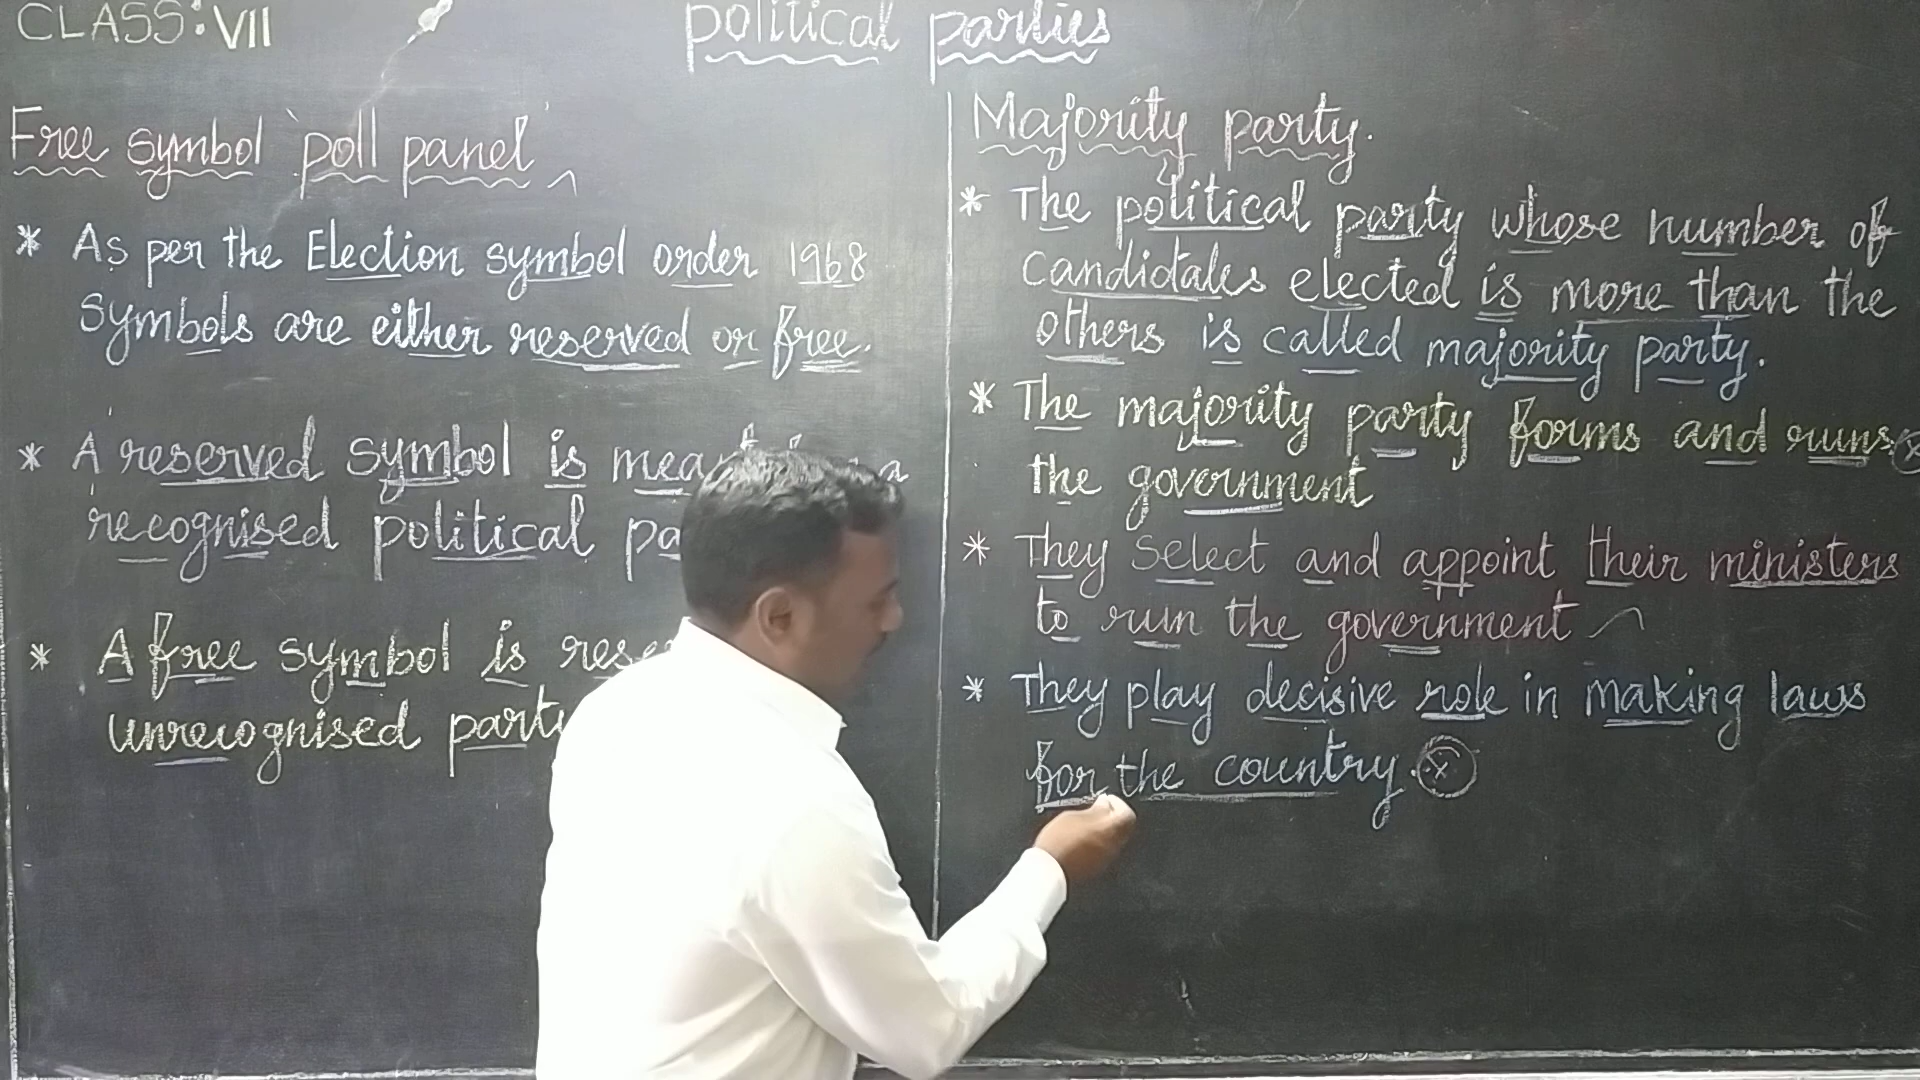 CLASS: VII
political parties
Free symbol 'poll panel'
* As per the Election symbol order 1968
symbols are either reserved or free.
* A reserved symbol is a
recognised political
* A free symbol is
unrecognised party
Majority party.
* The political party whose number of
candidates elected is more than the
others is called majority party.
* The majority party forms and runs
the government
* They select and appoint their ministers
to run the government
* They play decisive role in making laws
for the country.